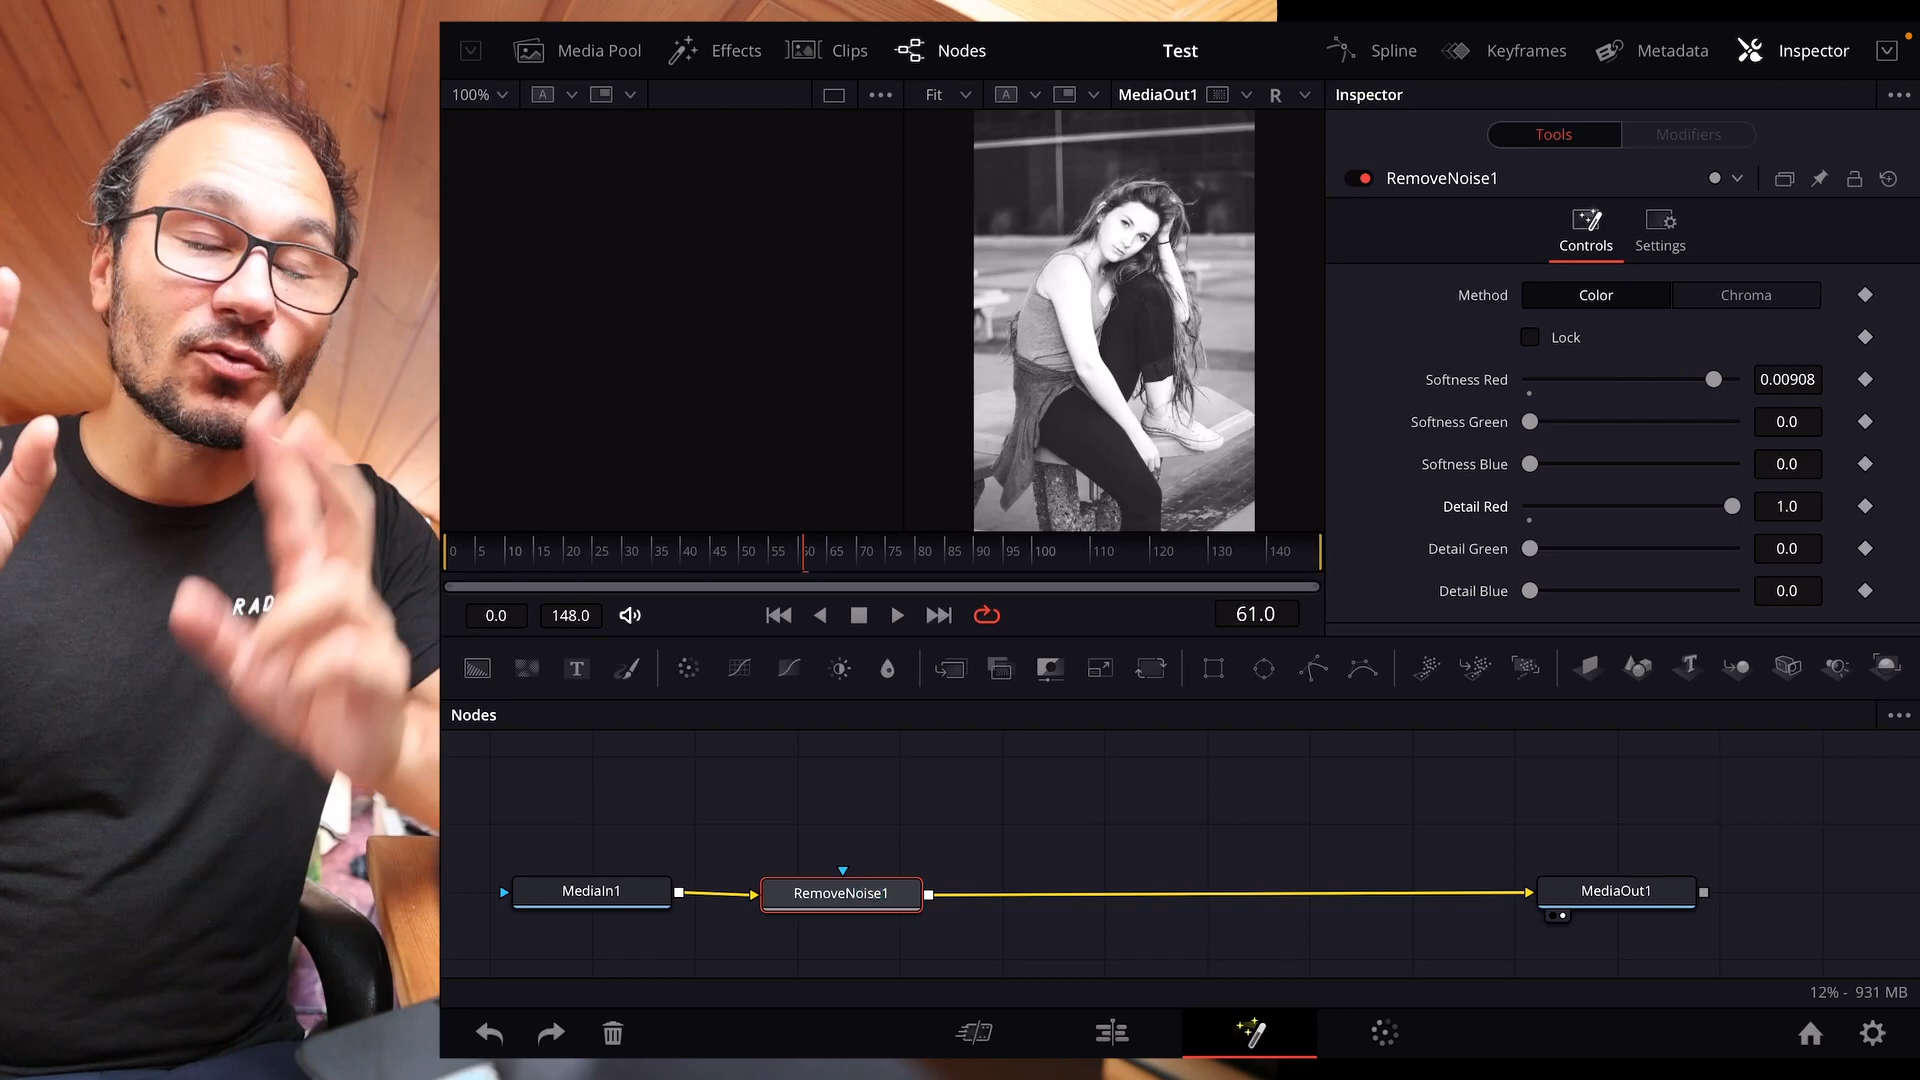 Media Pool Effects Clips Nodes Test Spline Keyframes Metadata Inspector
100% A Fit A MediaOut1 R Inspector
Tools Modifiers
RemoveNoise1
Controls Settings
Method Color Chroma
Lock
Softness Red 0.00908
Softness Green 0.0
Softness Blue 0.0
Detail Red 1.0
Detail Green 0.0
Detail Blue 0.0
0 5 10 15 20 25 30 35 40 45 50 55 60 65 70 75 80 85 90 95 100 110 120 130 140
0.0 148.0 61.0
RAD
T
Nodes
MediaIn1 RemoveNoise1 MediaOut1
12% - 931 MB